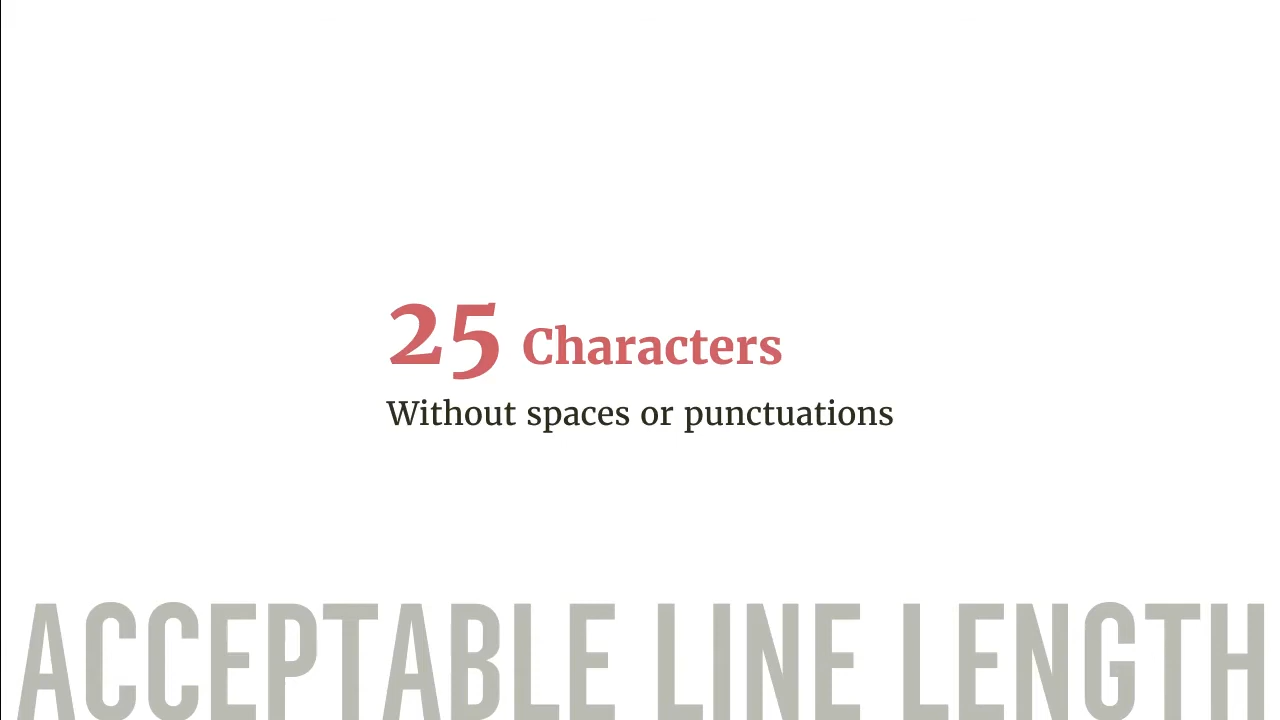 25 Characters
Without spaces or punctuations
ACCEPTABLE LINE LENGTH